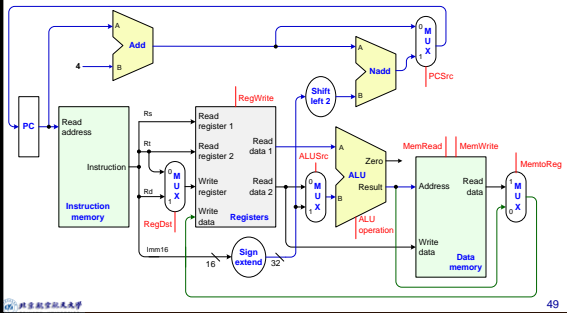 A
Add
4
B
A
Nadd
B
0
M
U
X
1
PCSrc
Shift
left 2
RegWrite
PC
Read
address
Instruction
Instruction
memory
Rs
Rt
Rd
Imm16
0
M
U
X
1
RegDst
Read
register 1
Read
register 2
Write
register
Write
data
Read
data 1
Read
data 2
Registers
16
Sign
extend
32
ALUSrc
0
M
U
X
1
A
Zero
ALU
Result
B
ALU
operation
MemRead
MemWrite
Address
Read
data
Write
data
Data
memory
MemtoReg
1
M
U
X
0
北京航空航天大学
49